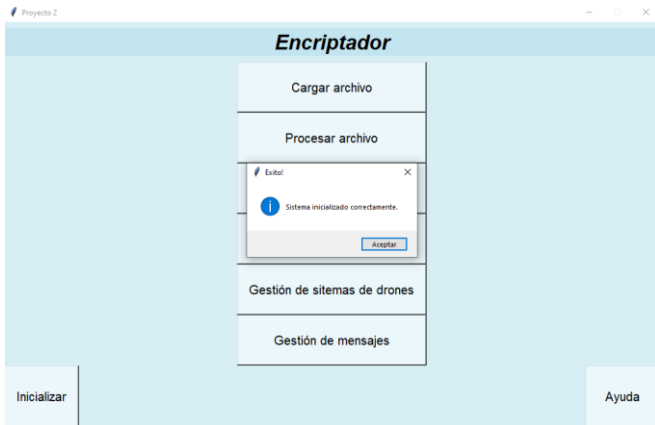 Proyecto 2
Encriptador
Cargar archivo
Procesar archivo
Exito!
Sistema inicializado correctamente.
Aceptar
Gestión de sitemas de drones
Gestión de mensajes
Inicializar
Ayuda